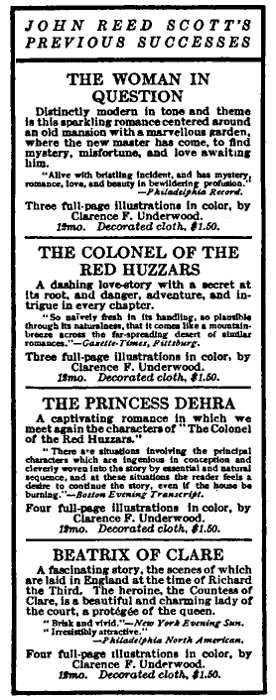 JOHN REED SCOTT'S
PREVIOUS SUCCESSES
THE WOMAN IN
QUESTION
Distinctly modern in tone and theme
is this sparkling romance centered around
an old mansion with a marvellous garden,
where the new master has come, to find
mystery, misfortune, and love awaiting
him.
"Alive with bristling incident, and has mystery,
romance, love, and beauty in bewildering profusion."
—Philadelphia Record.
Three full-page illustrations in color, by
Clarence F. Underwood.
12mo. Decorated cloth, $1.50.
THE COLONEL OF THE
RED HUZZARS
A dashing love-story with a secret at
its root, and danger, adventure, and in-
trigue in every chapter.
"So naïvely fresh in its handling, so plausible
through its naturalness, that it comes like a mountain-
breeze across the far-spreading desert of similar
romances."—Gazette-Times, Pittsburg.
Three full-page illustrations in color, by
Clarence F. Underwood.
12mo. Decorated cloth, $1.50.
THE PRINCESS DEHRA
A captivating romance in which we
meet again the characters of "The Colonel
of the Red Huzzars."
"There are situations involving the principal
characters which are ingenious in conception and
cleverly woven into the story by essential and natural
sequence, and at these situations the reader feels a
desire to continue the story, even if the house be
burning."—Boston Evening Transcript.
Four full-page illustrations in color, by
Clarence F. Underwood.
12mo. Decorated cloth, $1.50.
BEATRIX OF CLARE
A fascinating story, the scenes of which
are laid in England at the time of Richard
the Third. The heroine, the Countess of
Clare, is a beautiful and charming lady of
the court, a protégée of the queen.
"Brisk and vivid."—New York Evening Sun.
"Irresistibly attractive."
—Philadelphia North American.
Four full-page illustrations in color, by
Clarence F. Underwood.
12mo. Decorated cloth, $1.50.